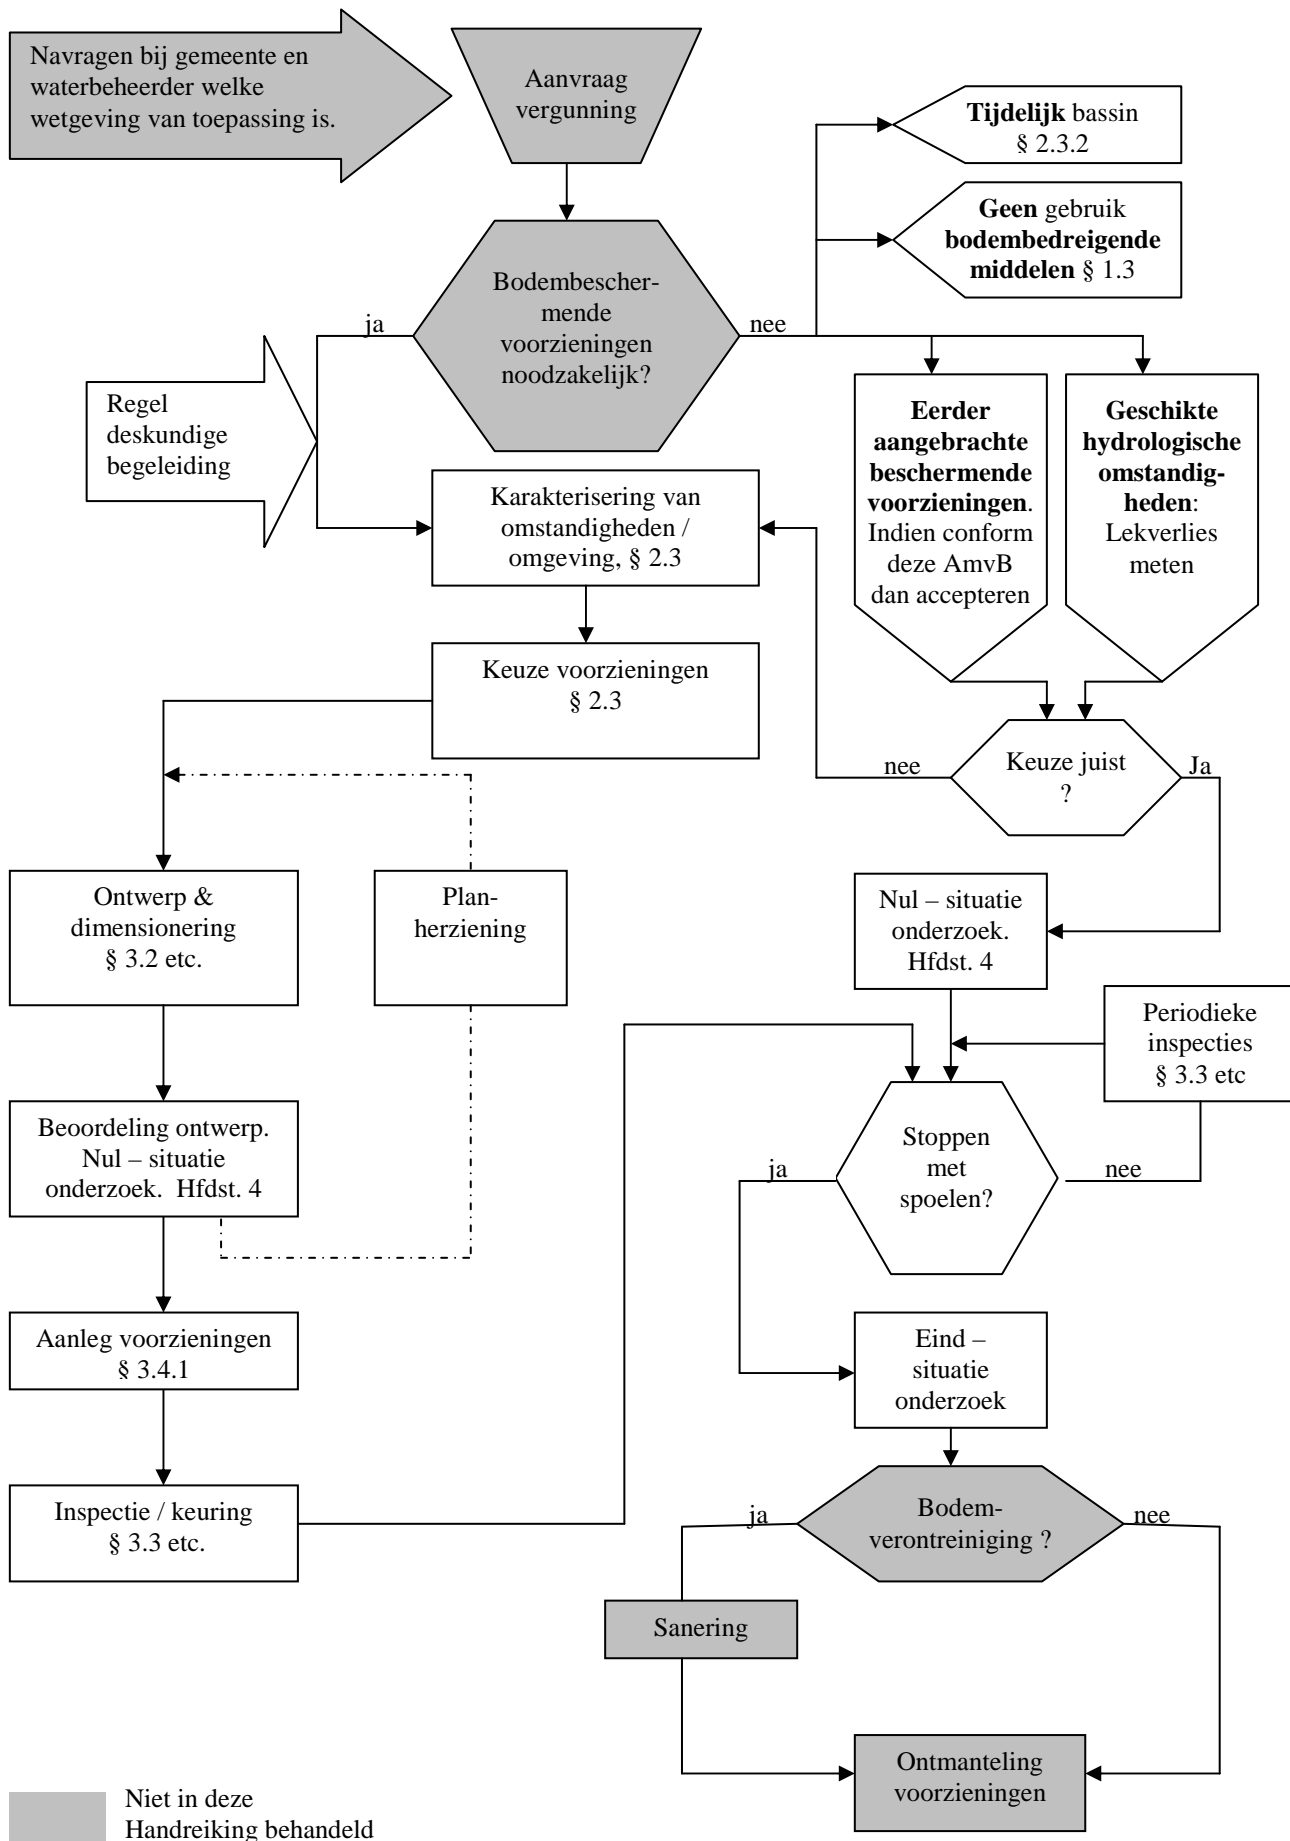 Navragen bij gemeente en
waterbeheerder welke
wetgeving van toepassing is.
Aanvraag
vergunning
Tijdelijk bassin
§ 2.3.2
Geen gebruik
bodembedreigende
middelen § 1.3
Bodembescher-
mende
voorzieningen
noodzakelijk?
ja
nee
Regel
deskundige
begeleiding
Eerder
aangebrachte
beschermende
voorzieningen.
Indien conform
deze AmvB
dan accepteren
Geschikte
hydrologische
omstandig-
heden:
Lekverlies
meten
Karakterisering van
omstandigheden /
omgeving, § 2.3
Keuze voorzieningen
§ 2.3
Keuze juist
?
nee
Ja
Ontwerp &
dimensionering
§ 3.2 etc.
Plan-
herziening
Nul – situatie
onderzoek.
Hfdst. 4
Periodieke
inspecties
§ 3.3 etc
Beoordeling ontwerp.
Nul – situatie
onderzoek. Hfdst. 4
Stoppen
met
spoelen?
ja
nee
Aanleg voorzieningen
§ 3.4.1
Eind –
situatie
onderzoek
Inspectie / keuring
§ 3.3 etc.
Bodem-
verontreiniging ?
ja
nee
Sanering
Ontmanteling
voorzieningen
Niet in deze
Handreiking behandeld